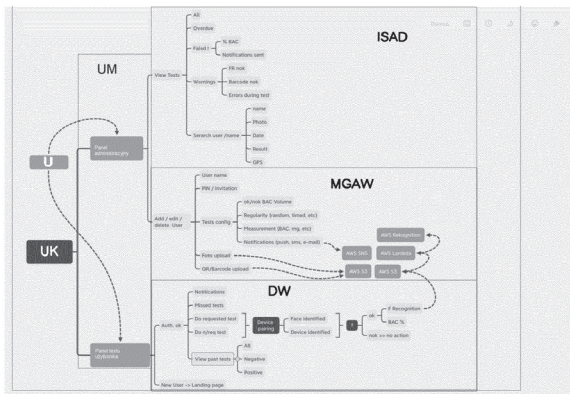 ISAD
UM
All
Overdue
Failed !
% BAC
Notifications sent
View Tests
Warnings
FR nok
Barcode nok
Errors during test
Serarch user /name
name
Photo
Date
Result
GPS
U
Panel
administracyjny
MGAW
User name
PIN / Invitation
Add / edit /
delete User
Tests config
ok/nok BAC Volume
Regularity (random, timed, etc)
Measurement (BAC, mg, etc)
Notifications (push, sms, e-mail)
Foto upload
QR/Barcode upload
AWS Rekognition
AWS SNS
AWS Lambda
AWS S3
AWS S3
UK
DW
Notifications
Missed tests
Auth. ok
Do requested test
Do n/req test
Device
pairing
Face identified
Device identified
?
ok
F Recognition
BAC %
nok >> no action
View past tests
All
Negative
Positive
Panel testu
użytkownika
New User -> Landing page